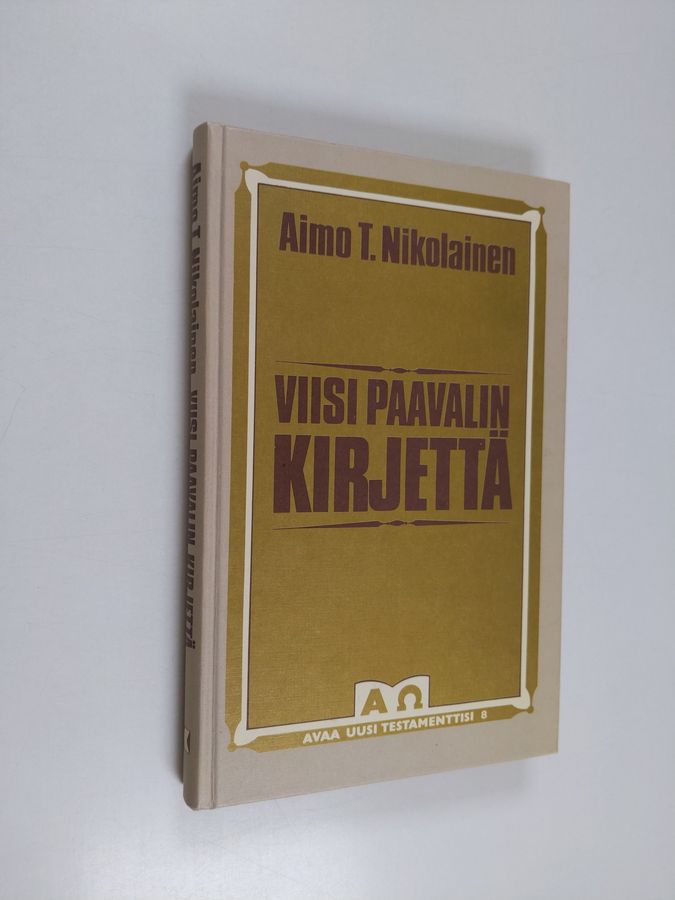 Aimo T. Nikolainen
VIISI PAAVALIN
KIRJETTÄ
Α Ω
AVAA UUSI TESTAMENTTISI 8
Aimo T. Nikolainen VIISI PAAVALIN KIRJETTÄ